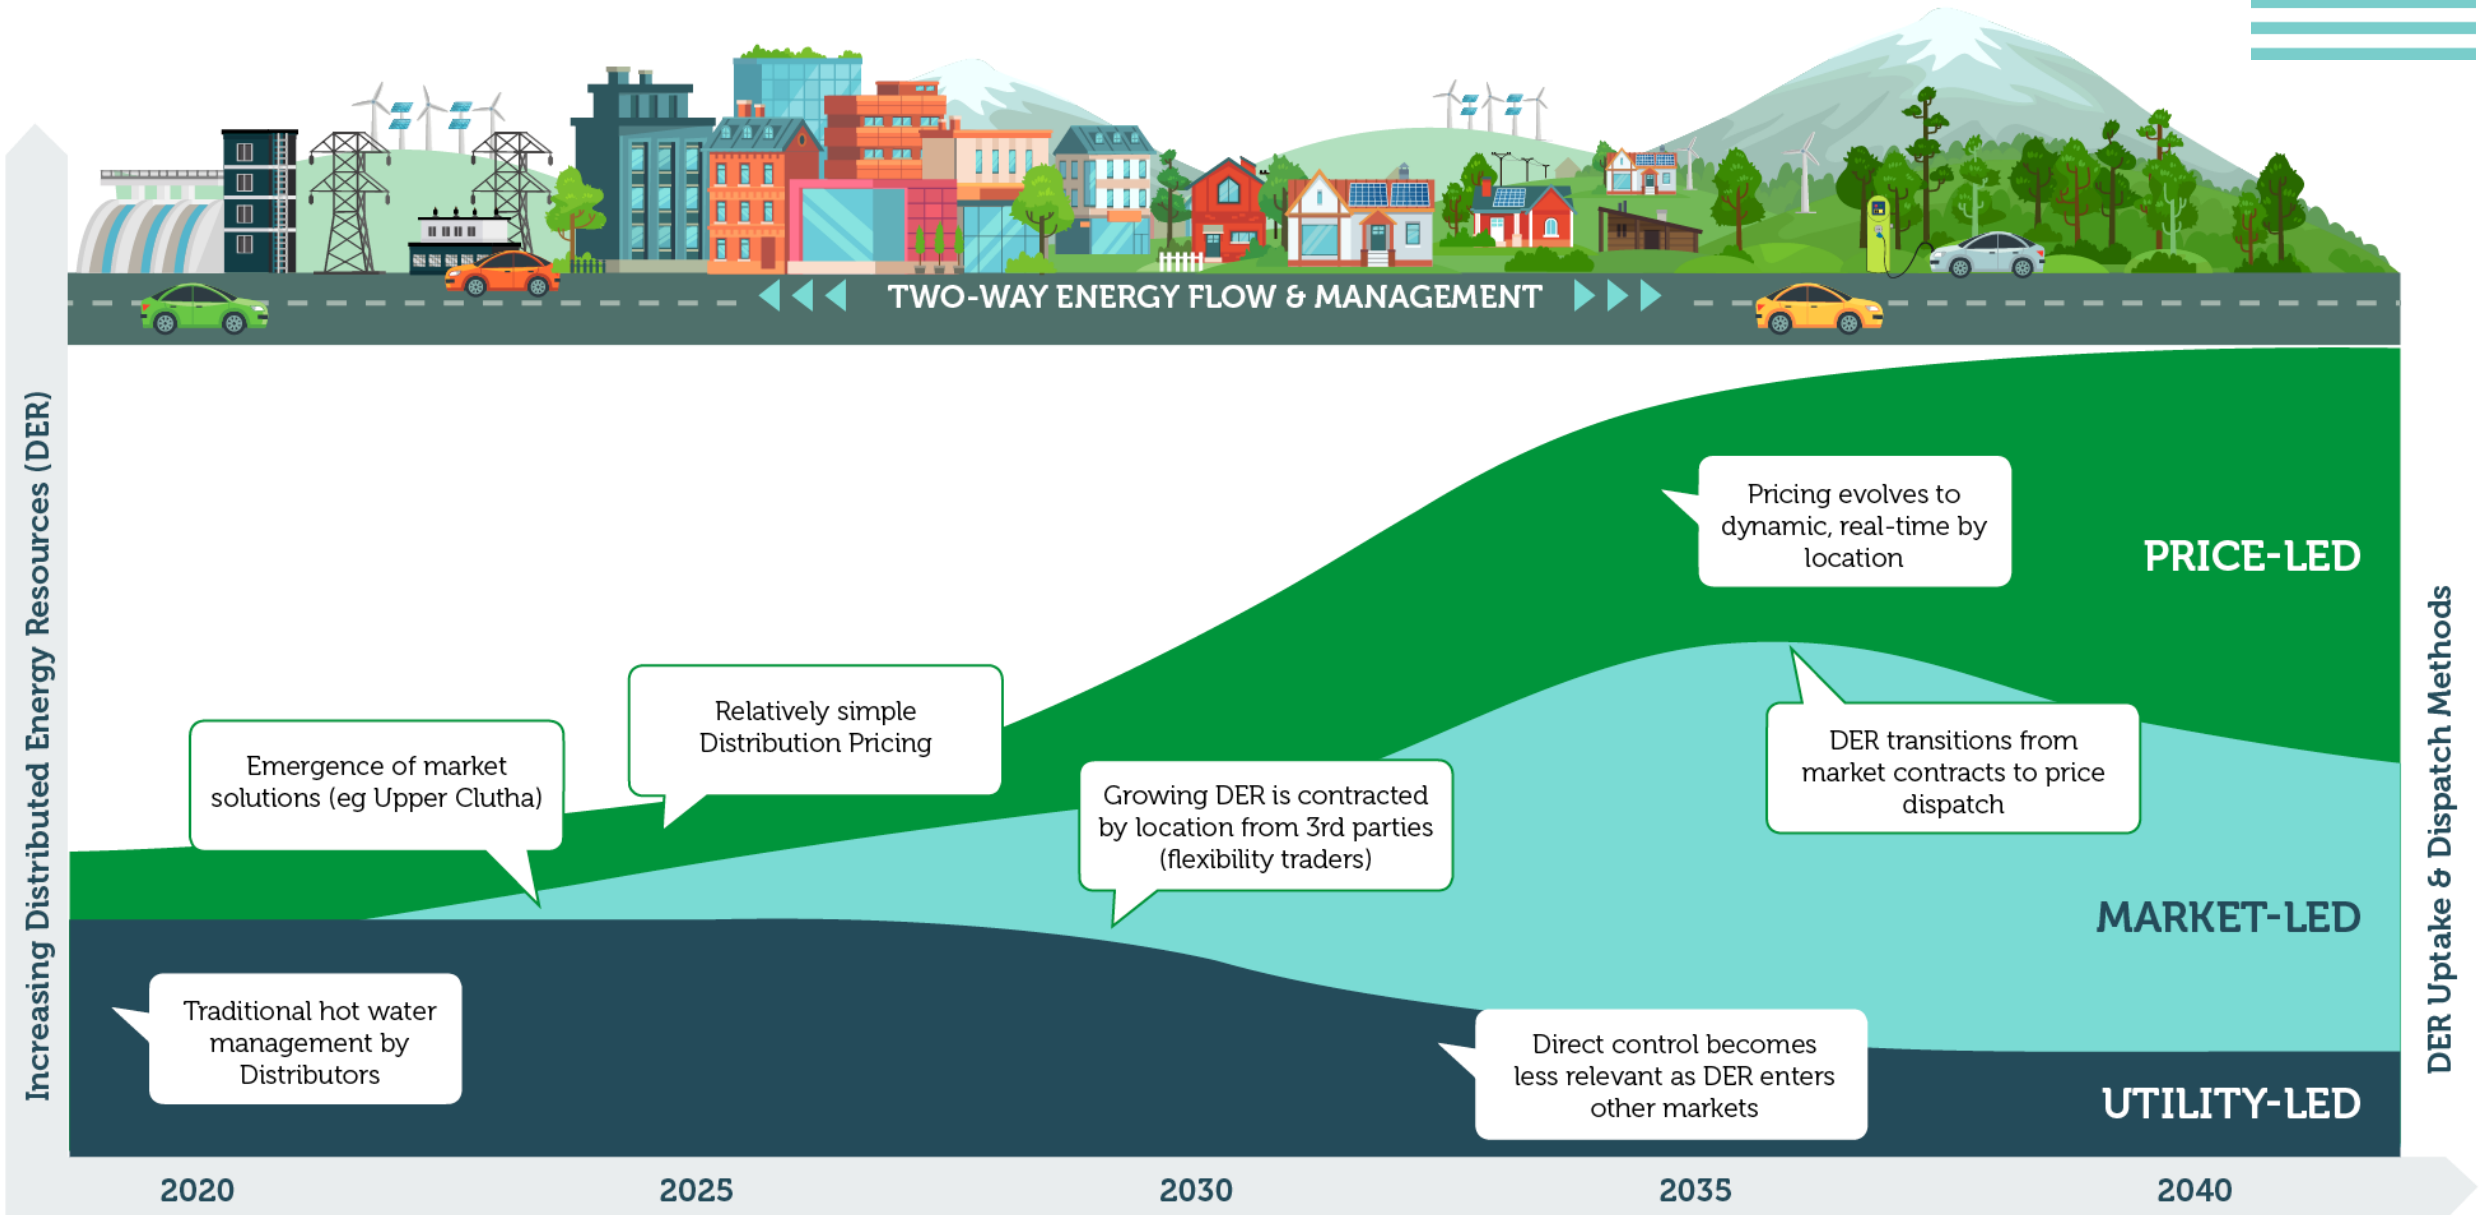 TWO-WAY ENERGY FLOW & MANAGEMENT
Increasing Distributed Energy Resources (DER)
DER Uptake & Dispatch Methods
Pricing evolves to
dynamic, real-time by
location
PRICE-LED
Relatively simple
Distribution Pricing
Emergence of market
solutions (eg Upper Clutha)
DER transitions from
market contracts to price
dispatch
Growing DER is contracted
by location from 3rd parties
(flexibility traders)
MARKET-LED
Traditional hot water
management by
Distributors
Direct control becomes
less relevant as DER enters
other markets
UTILITY-LED
2020 2025 2030 2035 2040